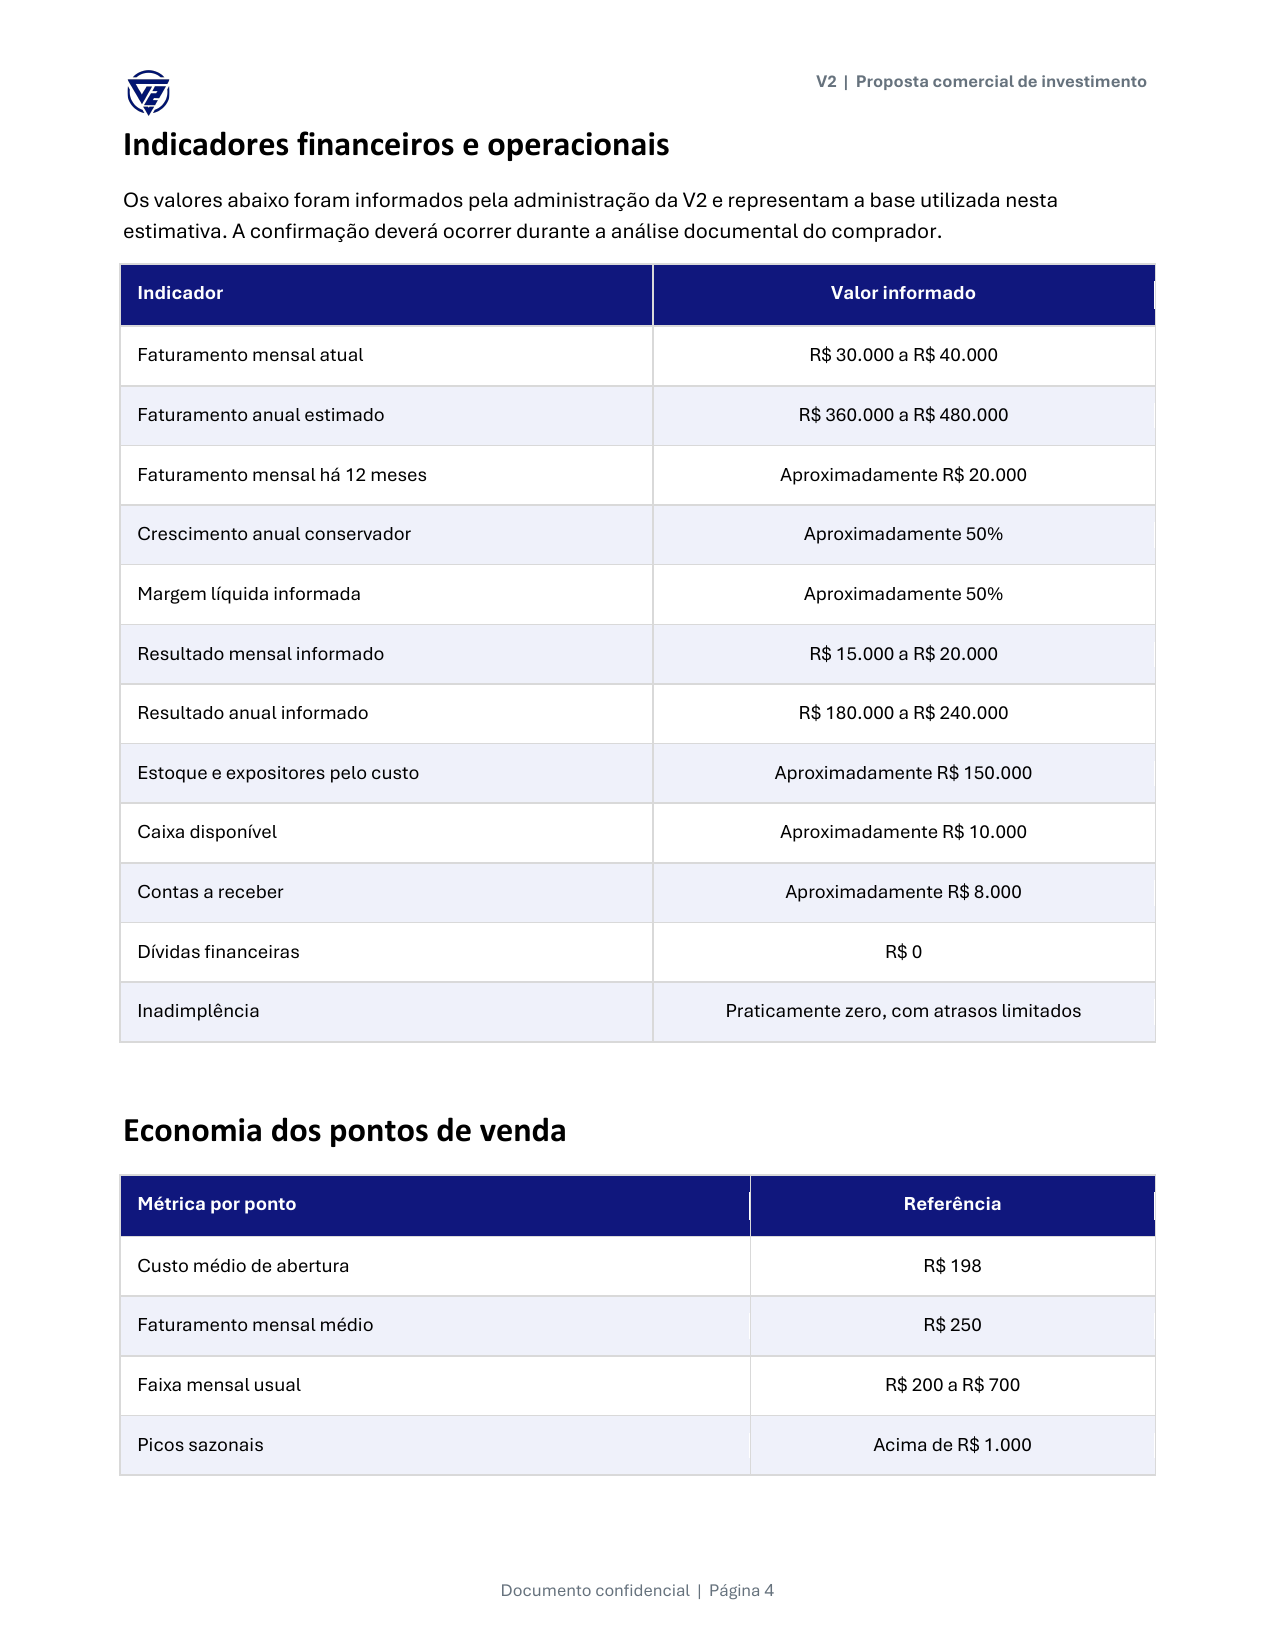 V2
V2 | Proposta comercial de investimento
Indicadores financeiros e operacionais
Os valores abaixo foram informados pela administração da V2 e representam a base utilizada nesta
estimativa. A confirmação deverá ocorrer durante a análise documental do comprador.
Indicador Valor informado
Faturamento mensal atual R$ 30.000 a R$ 40.000
Faturamento anual estimado R$ 360.000 a R$ 480.000
Faturamento mensal há 12 meses Aproximadamente R$ 20.000
Crescimento anual conservador Aproximadamente 50%
Margem líquida informada Aproximadamente 50%
Resultado mensal informado R$ 15.000 a R$ 20.000
Resultado anual informado R$ 180.000 a R$ 240.000
Estoque e expositores pelo custo Aproximadamente R$ 150.000
Caixa disponível Aproximadamente R$ 10.000
Contas a receber Aproximadamente R$ 8.000
Dívidas financeiras R$ 0
Inadimplência Praticamente zero, com atrasos limitados
Economia dos pontos de venda
Métrica por ponto Referência
Custo médio de abertura R$ 198
Faturamento mensal médio R$ 250
Faixa mensal usual R$ 200 a R$ 700
Picos sazonais Acima de R$ 1.000
Documento confidencial | Página 4